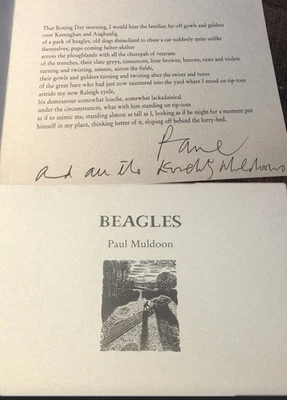 That Boxing Day morning, I would hear the familiar, far-off gowls and gulders
over Keenaghan and Aughanlig
of a pack of beagles, old dogs disinclined to chase a car suddenly quite unlike
themselves, pups coming helter-skelter
across the ploughlands with all the chutzpah of veterans
of the trenches, their slate-greys, cinnamons, liver-browns, lemons, rusts and violets
turning and twisting, unseen, across the fields,
their gowls and gulders turning and twisting after the twists and turns
of the great hare who had just now sauntered into the yard where I stood on tip-toes
astride my new Raleigh cycle,
his demeanour somewhat louche, somewhat lackadaisical
under the circumstances, what with him standing on tip-toes
as if to mimic me, standing almost as tall as I, looking as if he might for a moment put
himself in my place, thinking better of it, sloping off behind the lorry-bed.
Paul
and all the Muldoons
BEAGLES
Paul Muldoon